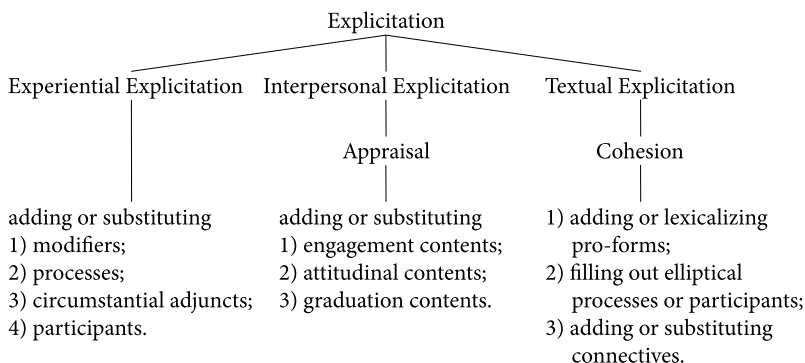 Explicitation
Experiential Explicitation
Interpersonal Explicitation
Textual Explicitation
Appraisal
Cohesion
adding or substituting
1) modifiers;
2) processes;
3) circumstantial adjuncts;
4) participants.
adding or substituting
1) engagement contents;
2) attitudinal contents;
3) graduation contents.
1) adding or lexicalizing
pro-forms;
2) filling out elliptical
processes or participants;
3) adding or substituting
connectives.